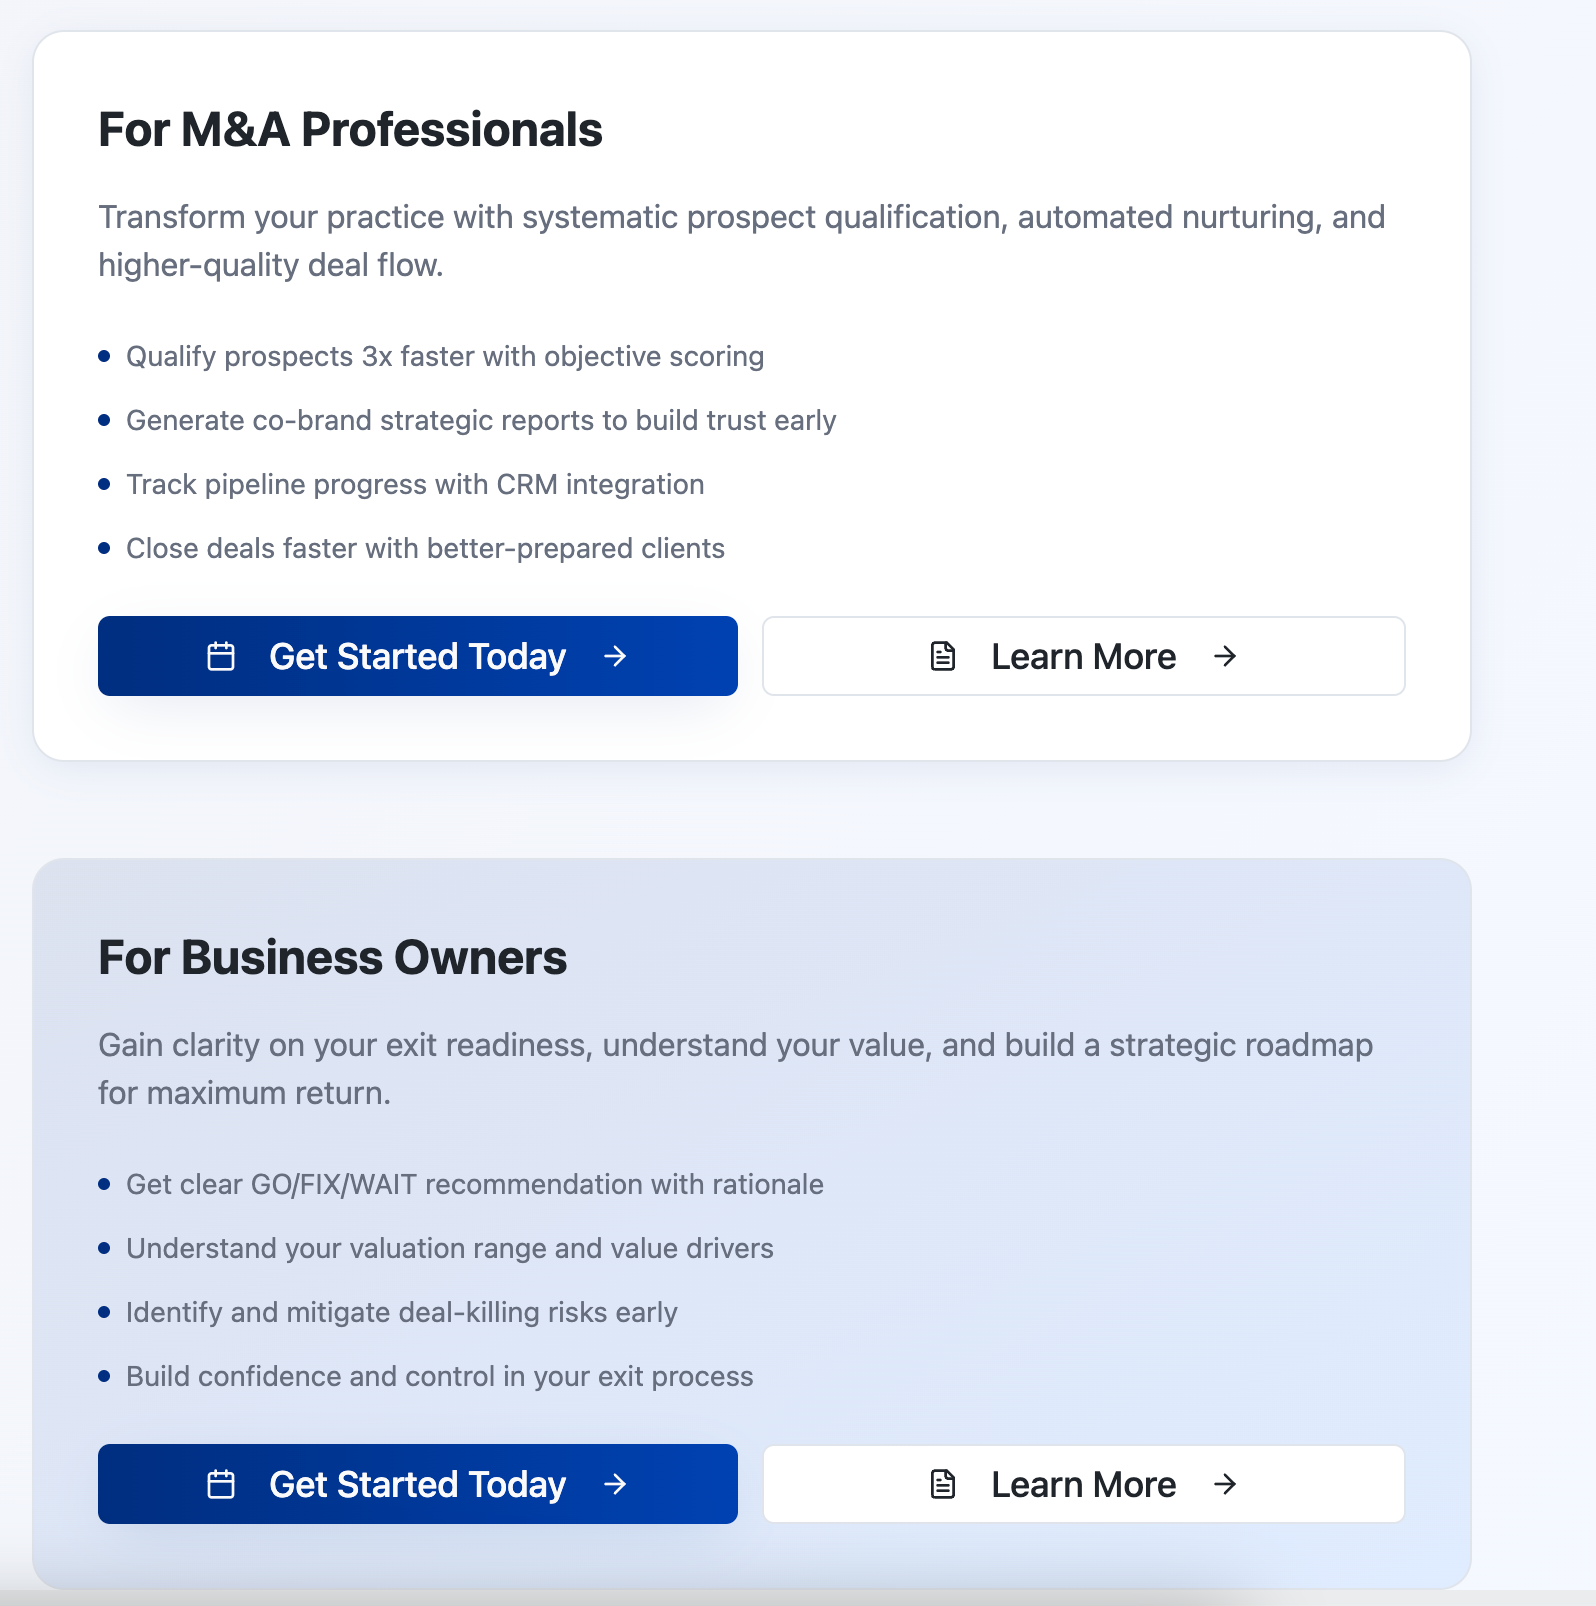 For M&A Professionals
Transform your practice with systematic prospect qualification, automated nurturing, and
higher-quality deal flow.
Qualify prospects 3x faster with objective scoring
Generate co-brand strategic reports to build trust early
Track pipeline progress with CRM integration
Close deals faster with better-prepared clients
Get Started Today → Learn More →
For Business Owners
Gain clarity on your exit readiness, understand your value, and build a strategic roadmap
for maximum return.
Get clear GO/FIX/WAIT recommendation with rationale
Understand your valuation range and value drivers
Identify and mitigate deal-killing risks early
Build confidence and control in your exit process
Get Started Today → Learn More →